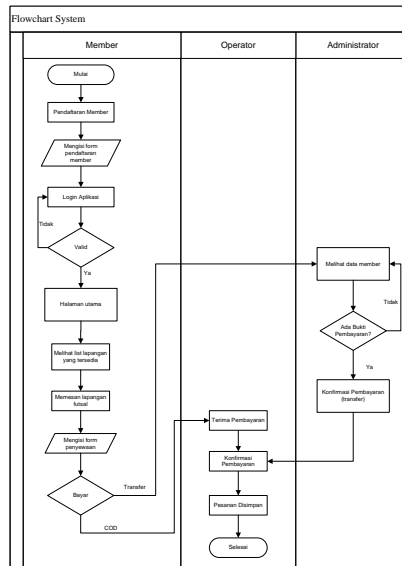 Flowchart System
Member
Operator
Administrator
Mulai
Pendaftaran Member
Mengisi form
pendaftaran
member
Login Aplikasi
Tidak
Valid
Ya
Halaman utama
Melihat list lapangan
yang tersedia
Memesan lapangan
futsal
Mengisi form
penyewaan
Bayar
Transfer
COD
Terima Pembayaran
Konfirmasi
Pembayaran
Pesanan Disimpan
Selesai
Melihat data member
Tidak
Ada Bukti
Pembayaran?
Ya
Konfirmasi Pembayaran
(transfer)